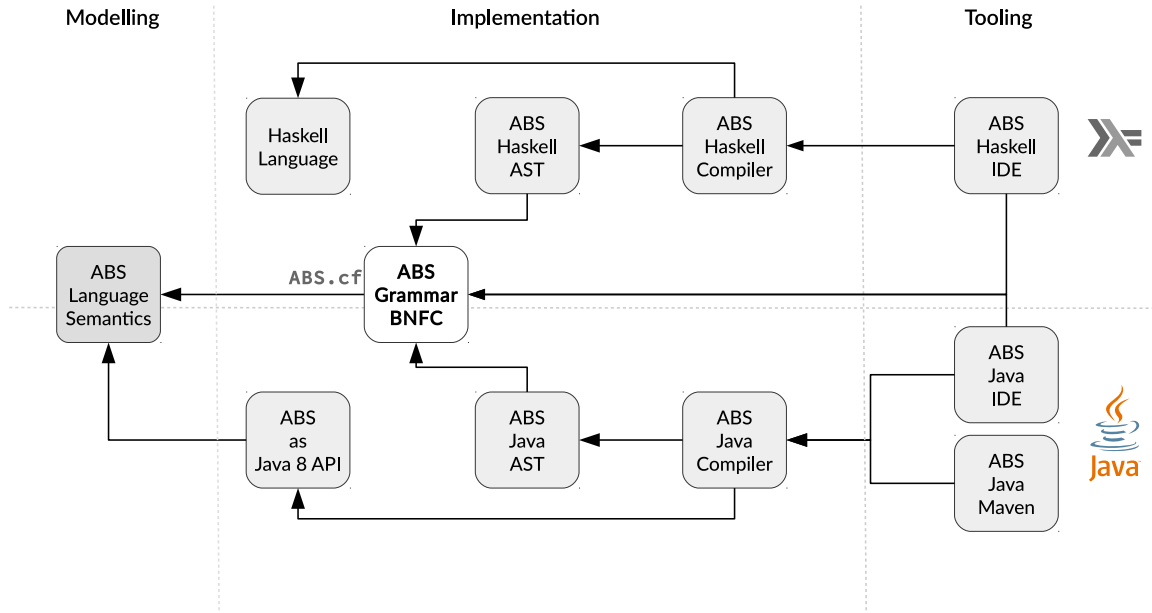 Modelling
Implementation
Tooling
Haskell
Language
ABS
Haskell
AST
ABS
Haskell
Compiler
ABS
Haskell
IDE
ABS
Language
Semantics
ABS.cf
ABS
Grammar
BNFC
ABS
Java
IDE
ABS
as
Java 8 API
ABS
Java
AST
ABS
Java
Compiler
ABS
Java
Maven
Java